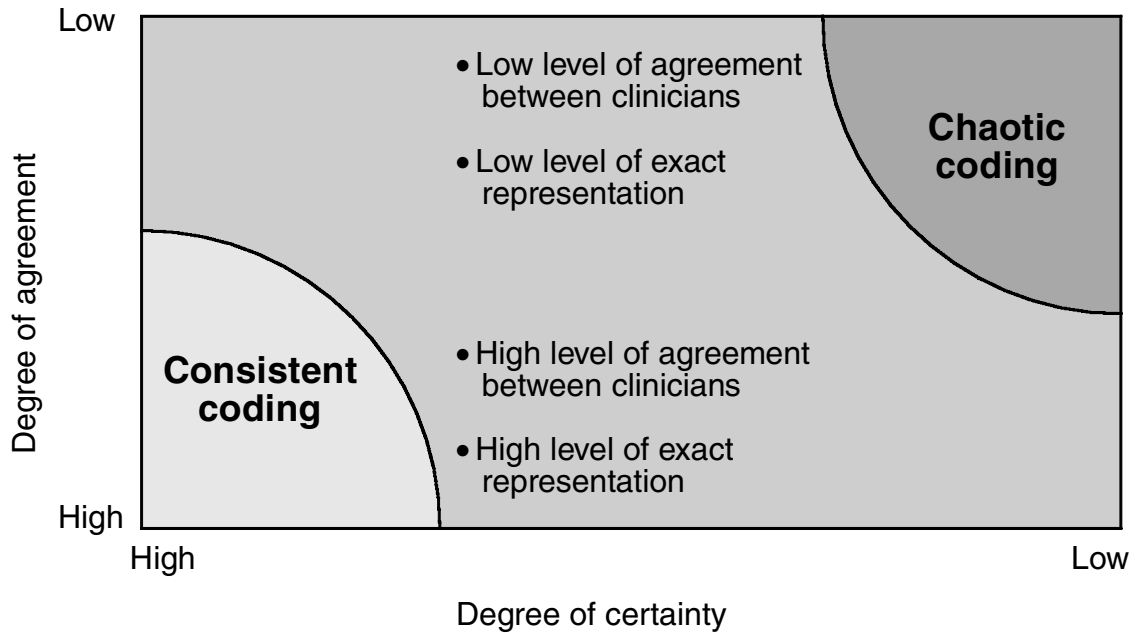 Low
• Low level of agreement
between clinicians
• Low level of exact
representation
Chaotic
coding
Degree of agreement
Consistent
coding
• High level of agreement
between clinicians
• High level of exact
representation
High
High
Low
Degree of certainty